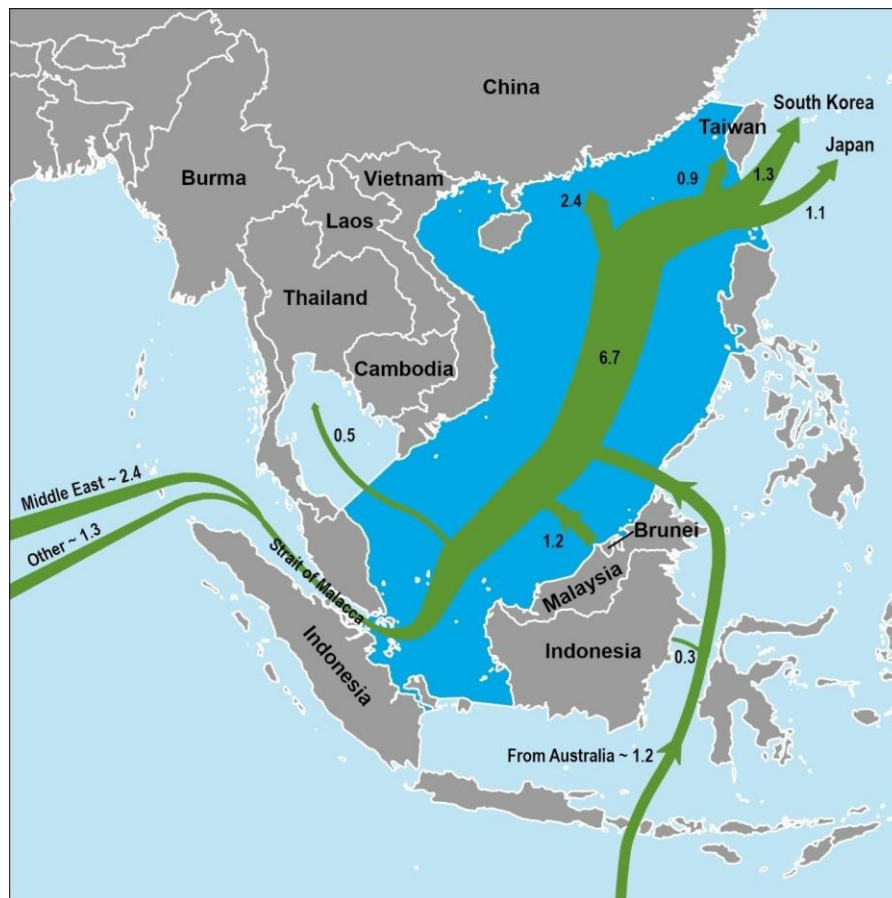 China
South Korea
Taiwan
Japan
Burma
Vietnam
0.9
1.3
2.4
Laos
1.1
Thailand
Cambodia
6.7
0.5
Middle East ~ 2.4
Other ~ 1.3
Strait of Malacca
1.2
Brunei
Malaysia
Indonesia
Indonesia
0.3
From Australia ~ 1.2